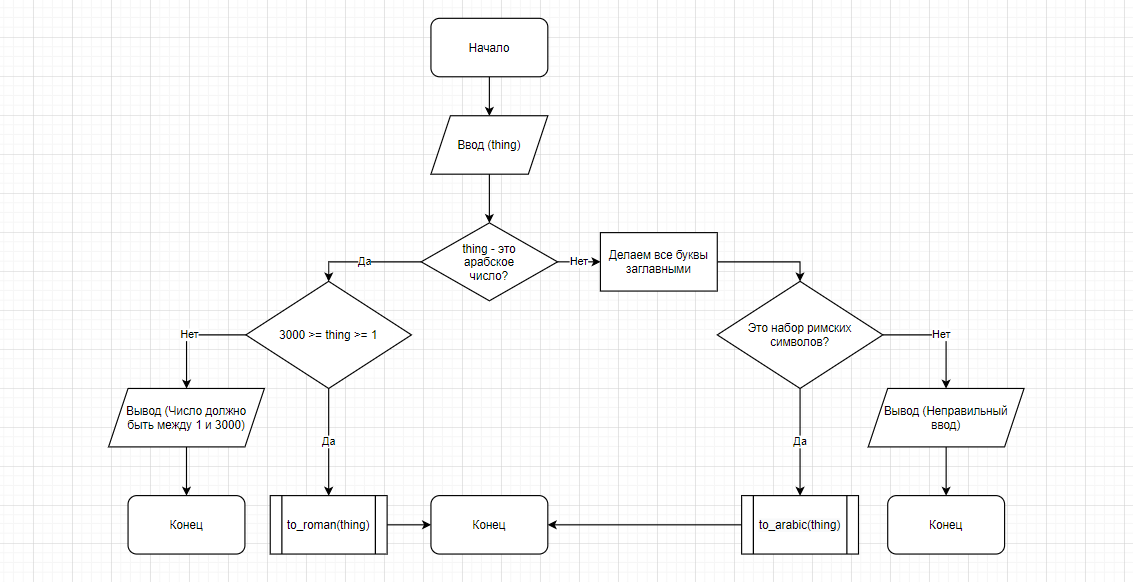 Начало
Ввод (thing)
thing - это
арабское
число?
Да
Нет
Делаем все буквы
заглавными
3000 >= thing >= 1
Это набор римских
символов?
Нет
Нет
Вывод (Число должно
быть между 1 и 3000)
Вывод (Неправильный
ввод)
Да
Да
Конец
to_roman(thing)
Конец
to_arabic(thing)
Конец